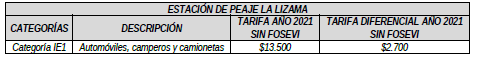 ESTACIÓN DE PEAJE LA LIZAMA
CATEGORÍAS DESCRIPCIÓN TARIFA AÑO 2021 SIN FOSEVI TARIFA DIFERENCIAL AÑO 2021 SIN FOSEVI
Categoría IE1 Automóviles, camperos y camionetas $13.500 $2.700